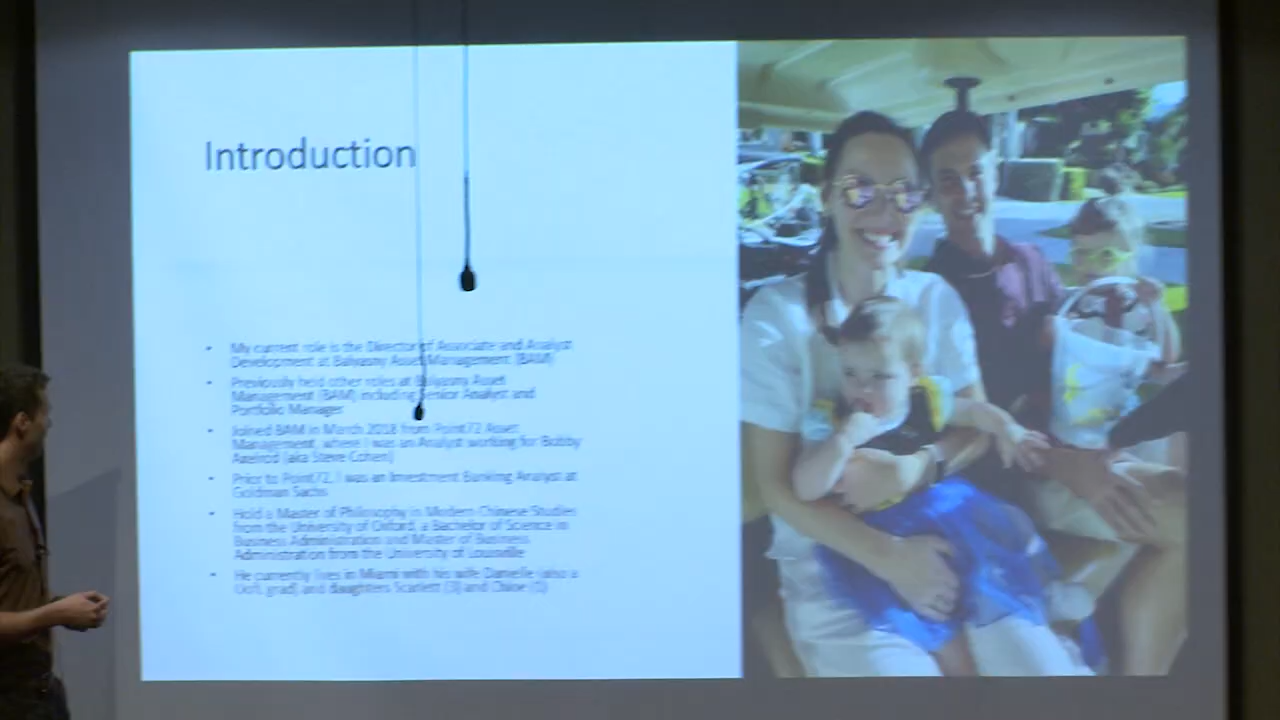 Introduction
My current role is the Director of Associate and Analyst
Development at Balyasny Asset Management (BAM)
Previously held other roles at Balyasny Asset
Management (BAM) including Senior Analyst and
Portfolio Manager
Joined BAM in March 2018 from Point72 Asset
Management, where I was an Analyst working for Bobby
Axelrod (aka Steve Cohen)
Prior to Point72, I was an Investment Banking Analyst at
Goldman Sachs
Hold a Master of Philosophy in Modern Chinese Studies
from the University of Oxford, a Bachelor of Science in
Business Administration and Master of Business
Administration from the University of Louisville
He currently lives in Miami with his wife Danielle (also a
UofL grad) and daughters Scarlett (3) and Chloe (1)